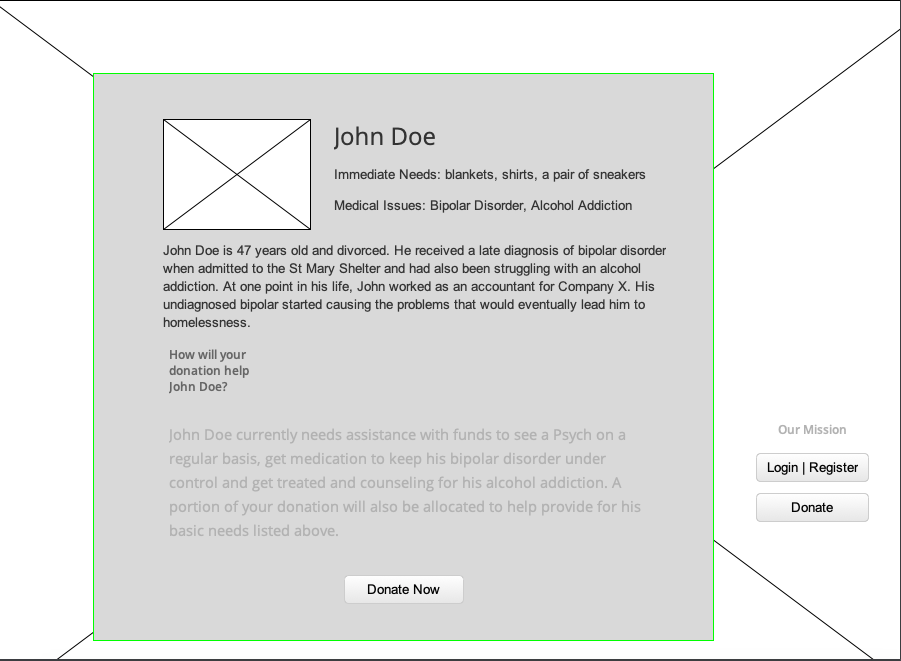 John Doe
Immediate Needs: blankets, shirts, a pair of sneakers
Medical Issues: Bipolar Disorder, Alcohol Addiction
John Doe is 47 years old and divorced. He received a late diagnosis of bipolar disorder
when admitted to the St Mary Shelter and had also been struggling with an alcohol
addiction. At one point in his life, John worked as an accountant for Company X. His
undiagnosed bipolar started causing the problems that would eventually lead him to
homelessness.
How will your
donation help
John Doe?
John Doe currently needs assistance with funds to see a Psych on a
regular basis, get medication to keep his bipolar disorder under
control and get treated and counseling for his alcohol addiction. A
portion of your donation will also be allocated to help provide for his
basic needs listed above.
Donate Now
Our Mission
Login | Register
Donate